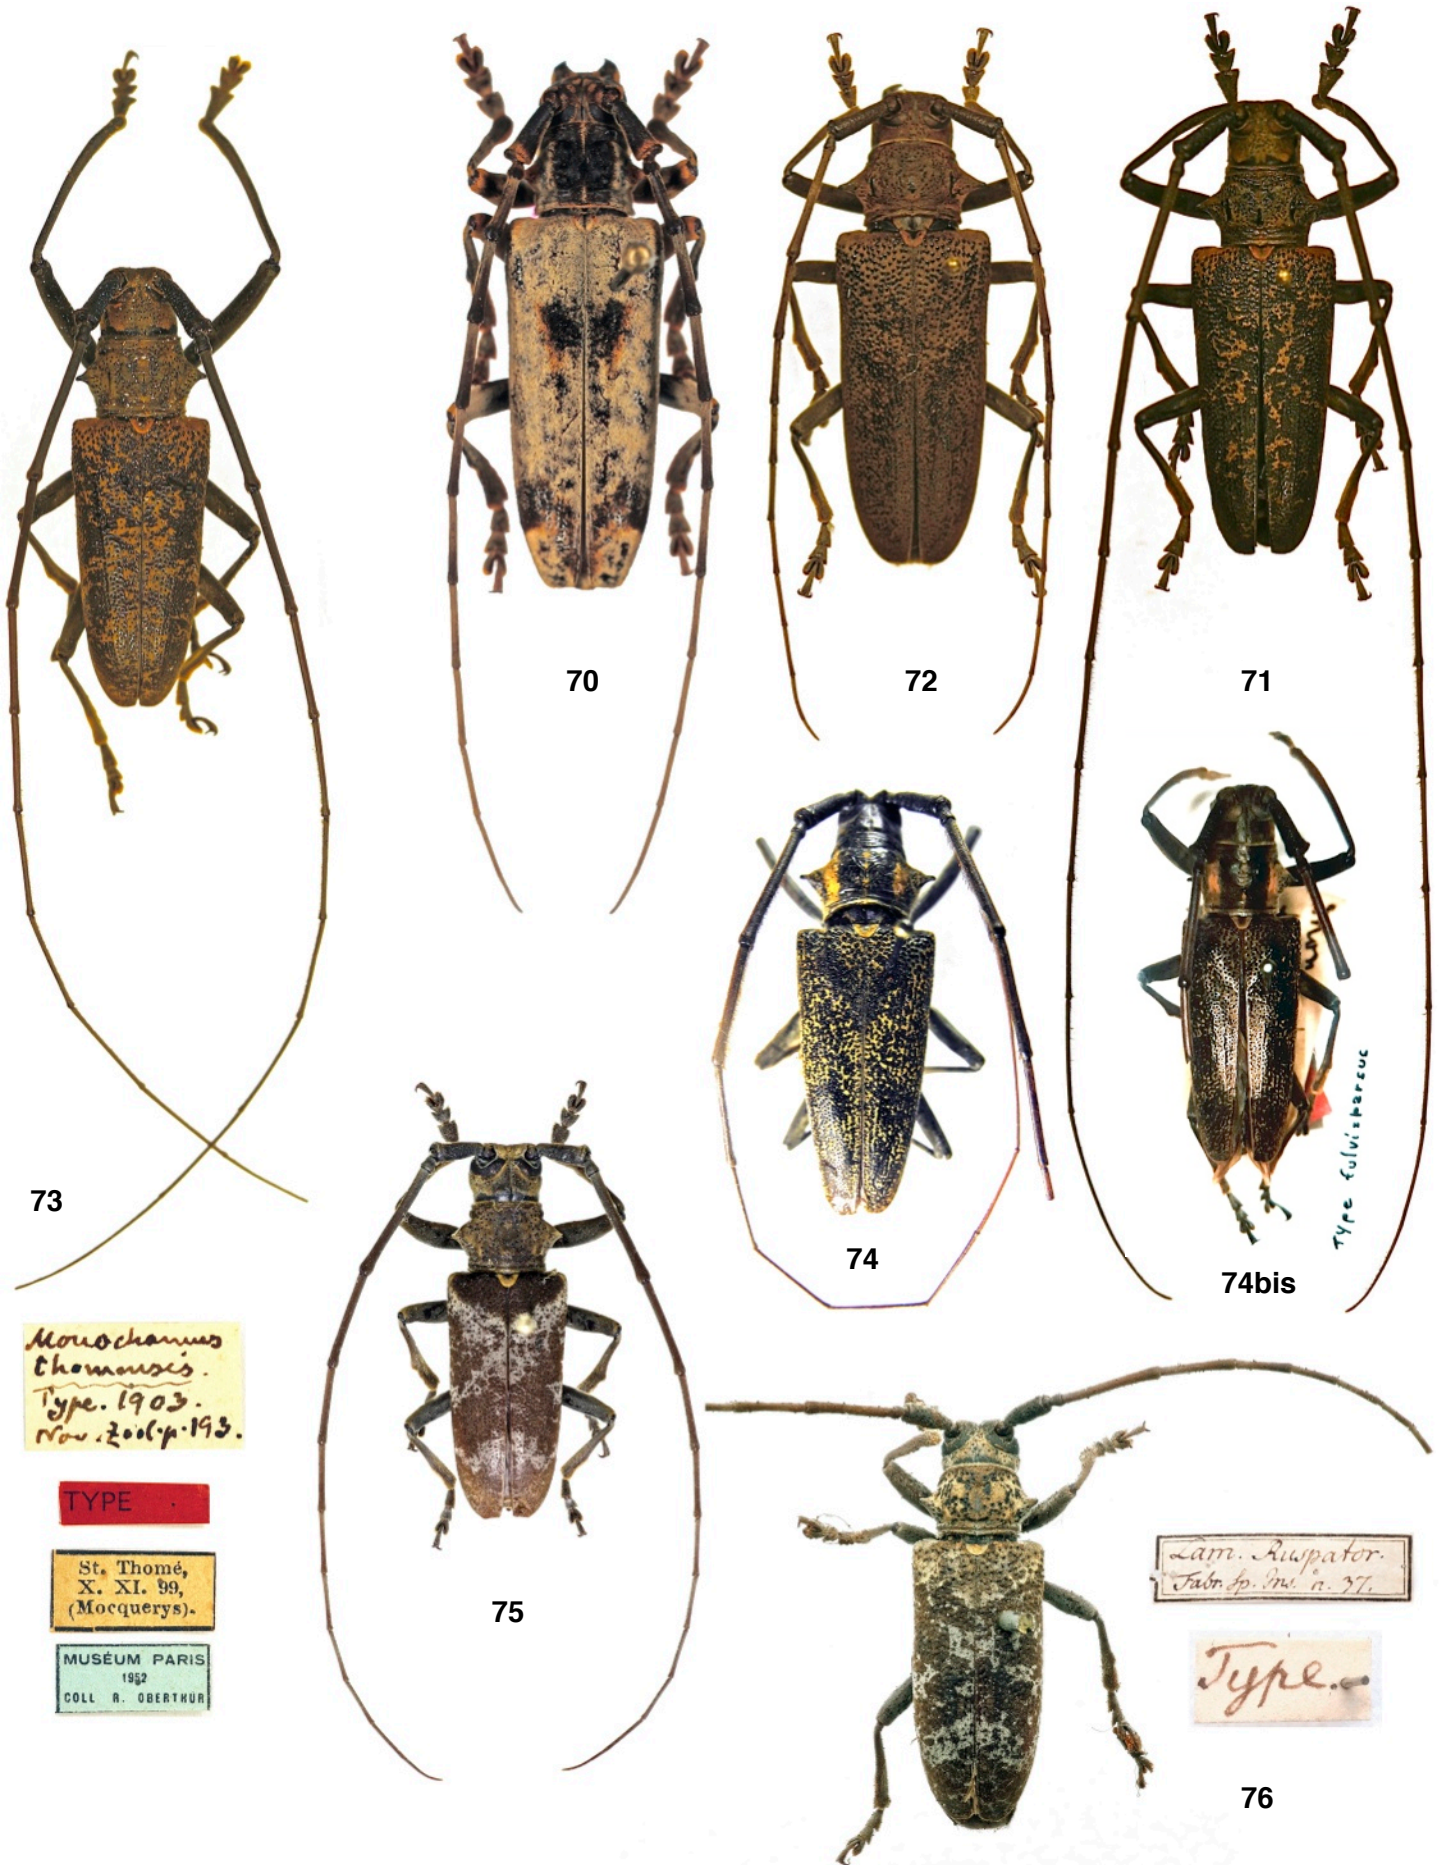 70
72
71
73
74
74bis
Type fulvisparsus
Monochamus
thomensis.
Type. 1903.
Nov. Zool. p. 193.
TYPE .
St. Thomé,
X. XI. 99,
(Mocquerys).
MUSÉUM PARIS
1952
COLL R. OBERTHUR
75
Lam. Ruspator.
Fabr. Sp. Ins. n. 37.
Type.
76